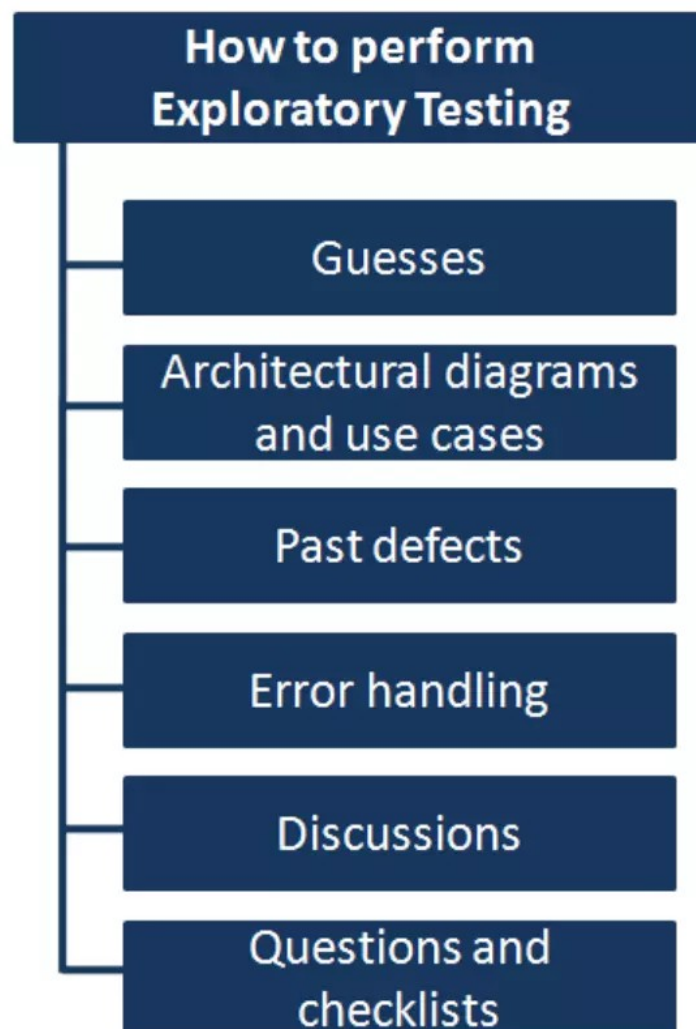 How to perform
Exploratory Testing
Guesses
Architectural diagrams
and use cases
Past defects
Error handling
Discussions
Questions and
checklists